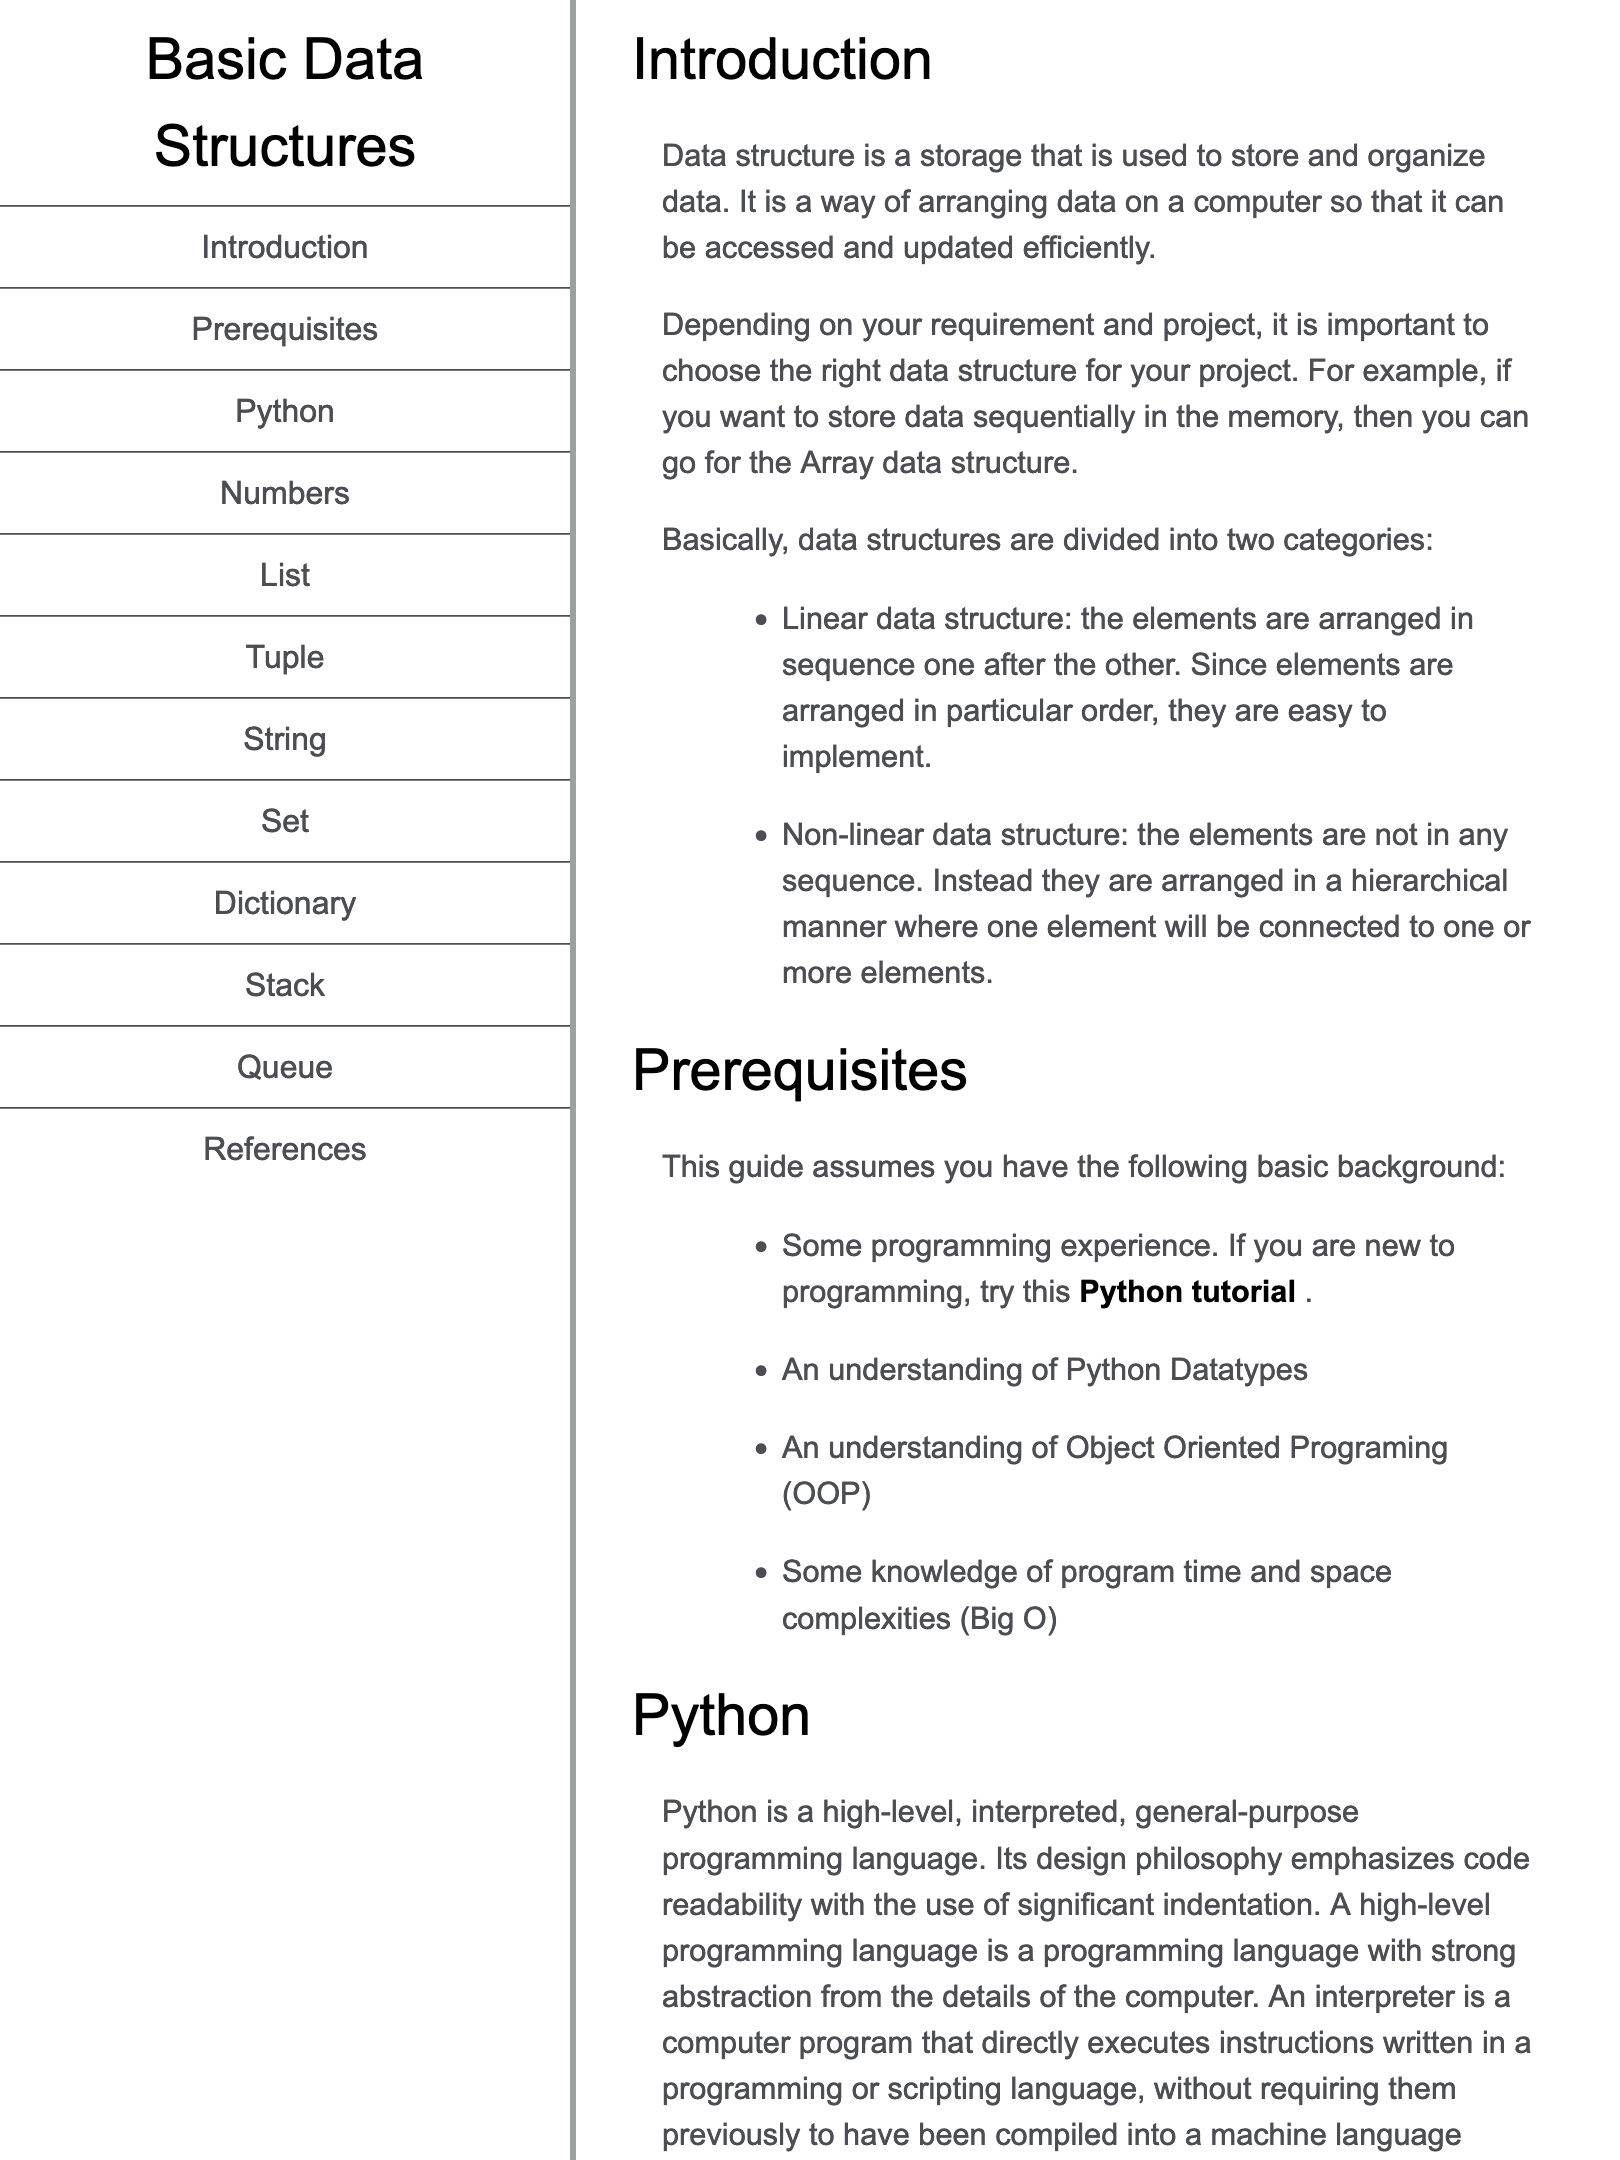 Basic Data
Structures
Introduction
Prerequisites
Python
Numbers
List
Tuple
String
Set
Dictionary
Stack
Queue
References
Introduction
Data structure is a storage that is used to store and organize
data. It is a way of arranging data on a computer so that it can
be accessed and updated efficiently.
Depending on your requirement and project, it is important to
choose the right data structure for your project. For example, if
you want to store data sequentially in the memory, then you can
go for the Array data structure.
Basically, data structures are divided into two categories:
• Linear data structure: the elements are arranged in
sequence one after the other. Since elements are
arranged in particular order, they are easy to
implement.
• Non-linear data structure: the elements are not in any
sequence. Instead they are arranged in a hierarchical
manner where one element will be connected to one or
more elements.
Prerequisites
This guide assumes you have the following basic background:
• Some programming experience. If you are new to
programming, try this Python tutorial .
• An understanding of Python Datatypes
• An understanding of Object Oriented Programing
(OOP)
• Some knowledge of program time and space
complexities (Big O)
Python
Python is a high-level, interpreted, general-purpose
programming language. Its design philosophy emphasizes code
readability with the use of significant indentation. A high-level
programming language is a programming language with strong
abstraction from the details of the computer. An interpreter is a
computer program that directly executes instructions written in a
programming or scripting language, without requiring them
previously to have been compiled into a machine language